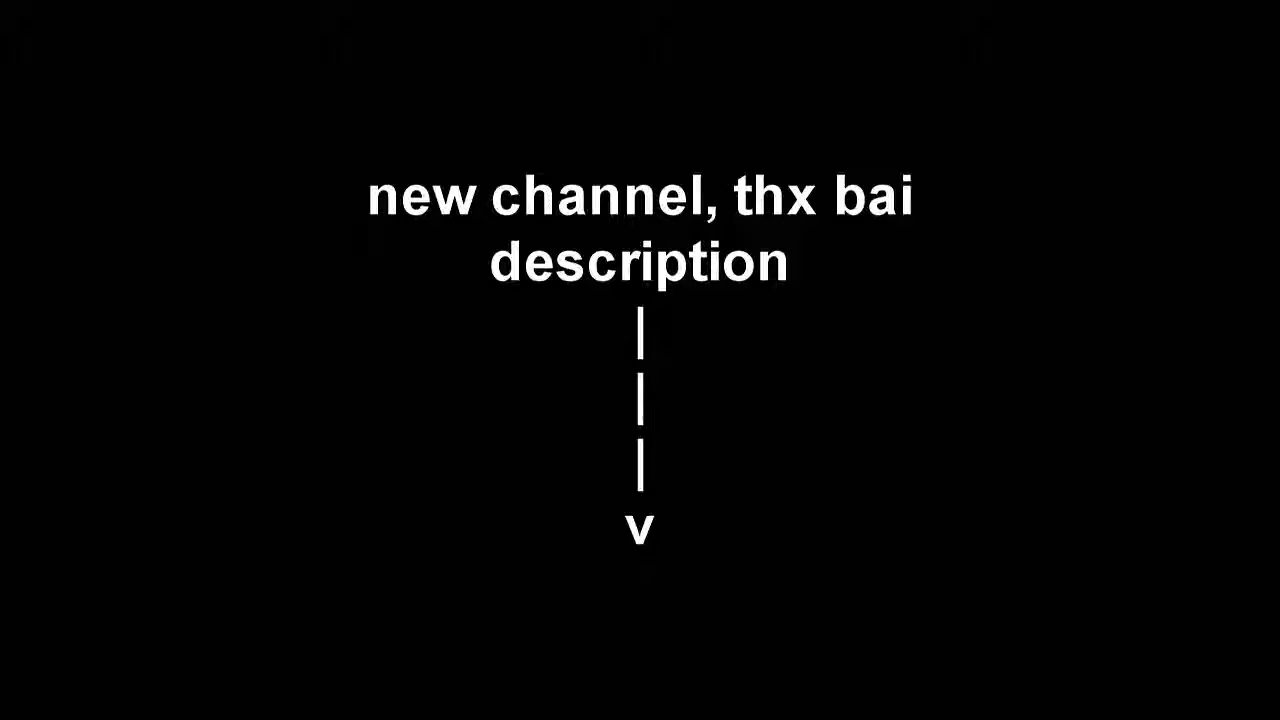 new channel, thx bai
description
|
|
|
v